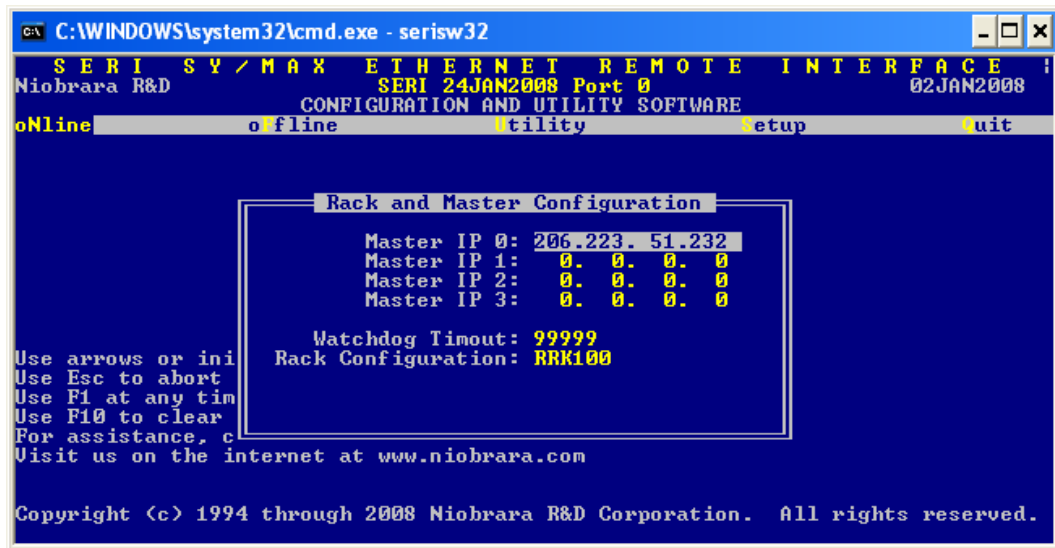 C:\WINDOWS\system32\cmd.exe - serisw32
S E R I   S Y / M A X   E T H E R N E T   R E M O T E   I N T E R F A C E
Niobrara R&D   SERI 24JAN2008 Port 0   02JAN2008
CONFIGURATION AND UTILITY SOFTWARE
oNline   oFfline   Utility   Setup   Quit
Rack and Master Configuration
Master IP 0: 206.223. 51.232
Master IP 1:   0.  0.  0.  0
Master IP 2:   0.  0.  0.  0
Master IP 3:   0.  0.  0.  0
Watchdog Timout: 99999
Use arrows or ini   Rack Configuration: RRK100
Use Esc to abort
Use F1 at any tim
Use F10 to clear
For assistance, c
Visit us on the internet at www.niobrara.com
Copyright (c) 1994 through 2008 Niobrara R&D Corporation.  All rights reserved.